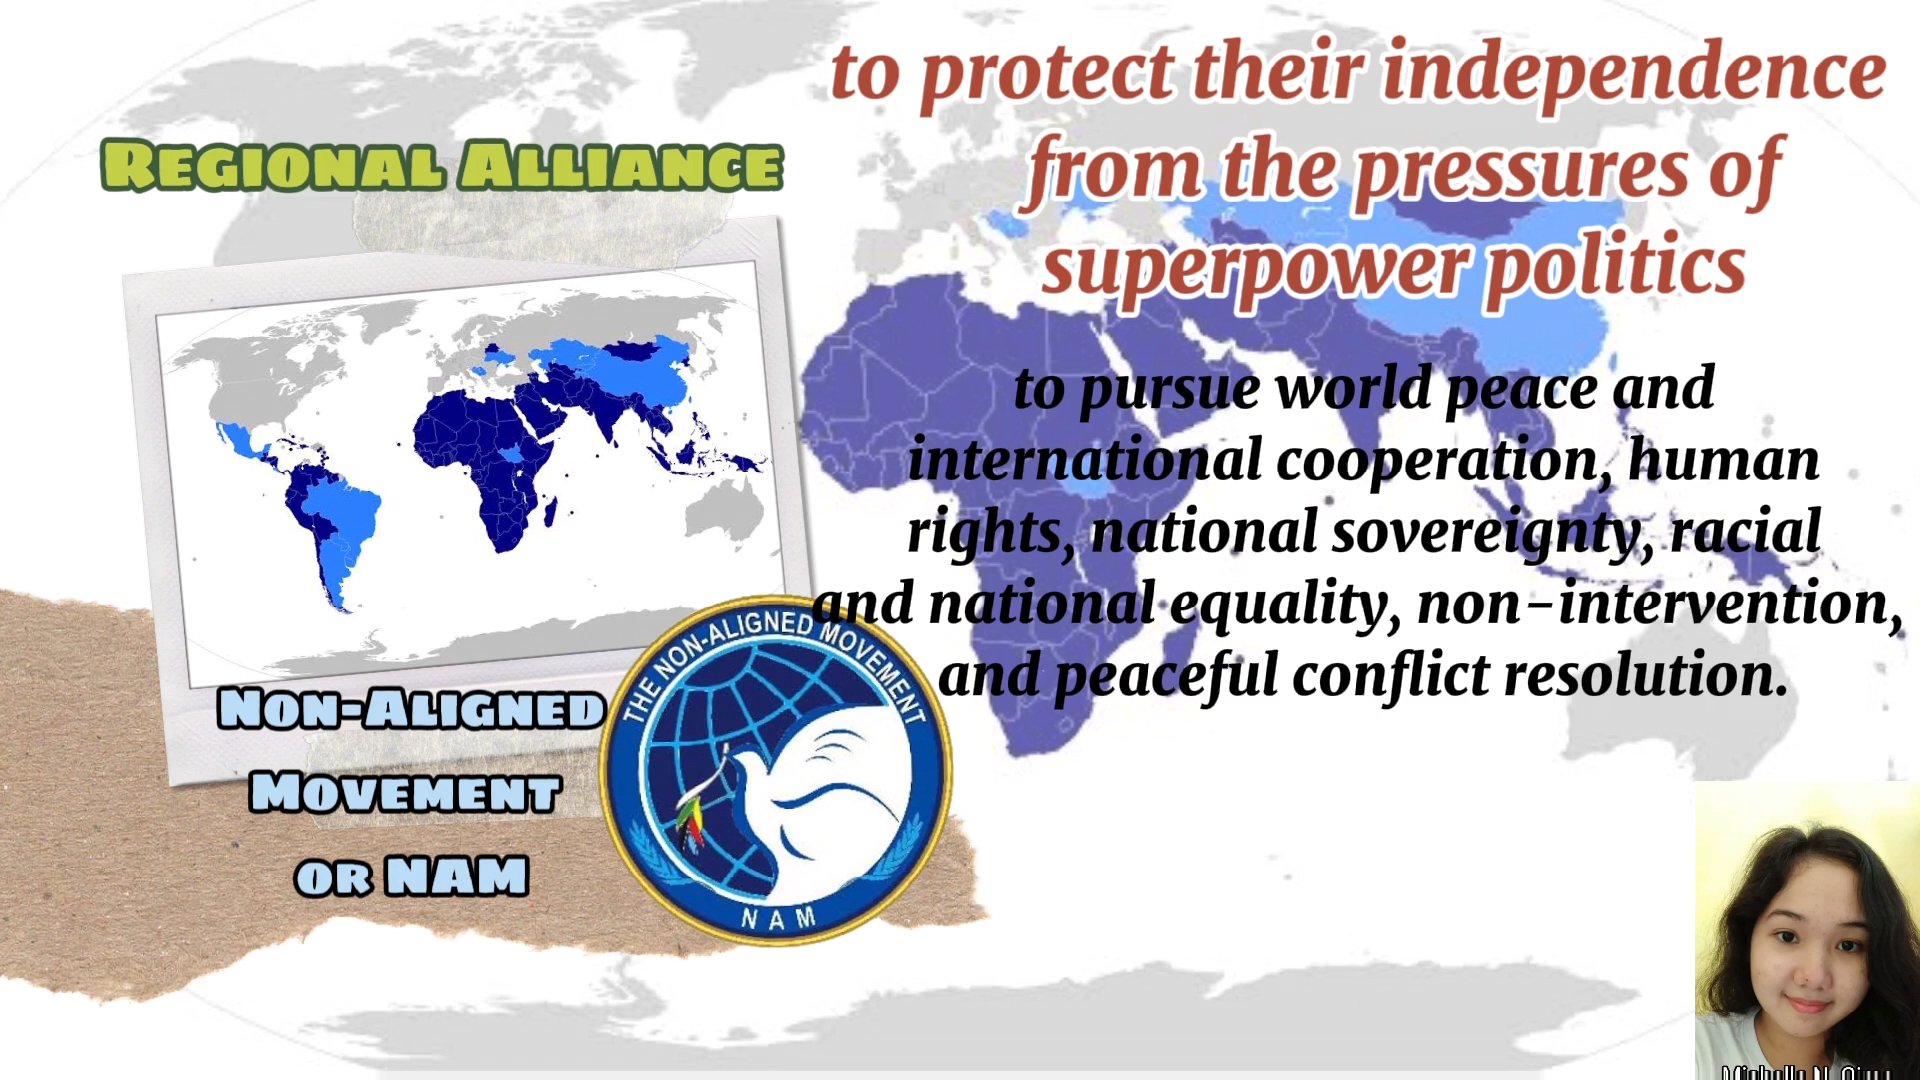 REGIONAL ALLIANCE
to protect their independence
from the pressures of
superpower politics
to pursue world peace and
international cooperation, human
rights, national sovereignty, racial
and national equality, non-intervention,
and peaceful conflict resolution.
NON-ALIGNED
MOVEMENT
OR NAM
THE NON-ALIGNED MOVEMENT
NAM
Michelle N.